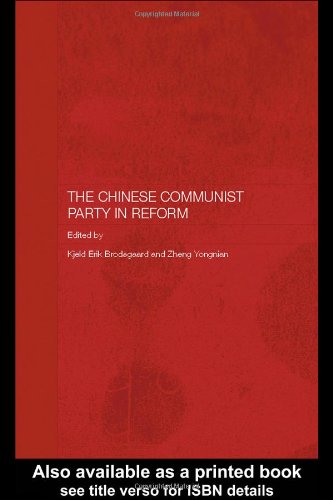 THE CHINESE COMMUNIST
PARTY IN REFORM
Edited by
Kjeld Erik Brodsgaard and Zheng Yongnian
Also available as a printed book
see title verso for ISBN details